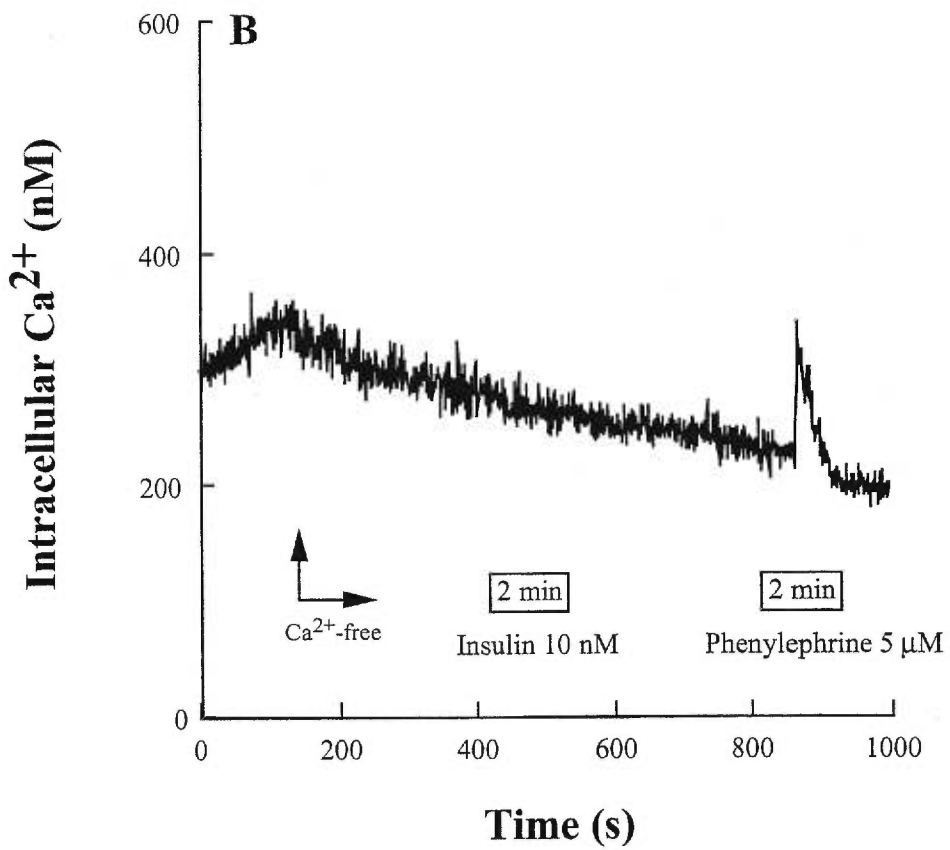 B
Intracellular Ca2+ (nM)
600
400
200
0
2 min
2 min
Ca2+-free
Insulin 10 nM
Phenylephrine 5 µM
0
200
400
600
800
1000
Time (s)